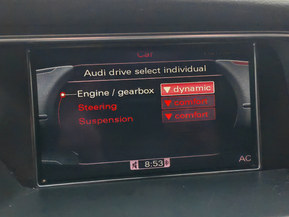 Car
Audi drive select individual
Engine / gearbox ▼ dynamic
Steering ▼ comfort
Suspension ▼ comfort
8:53
AC